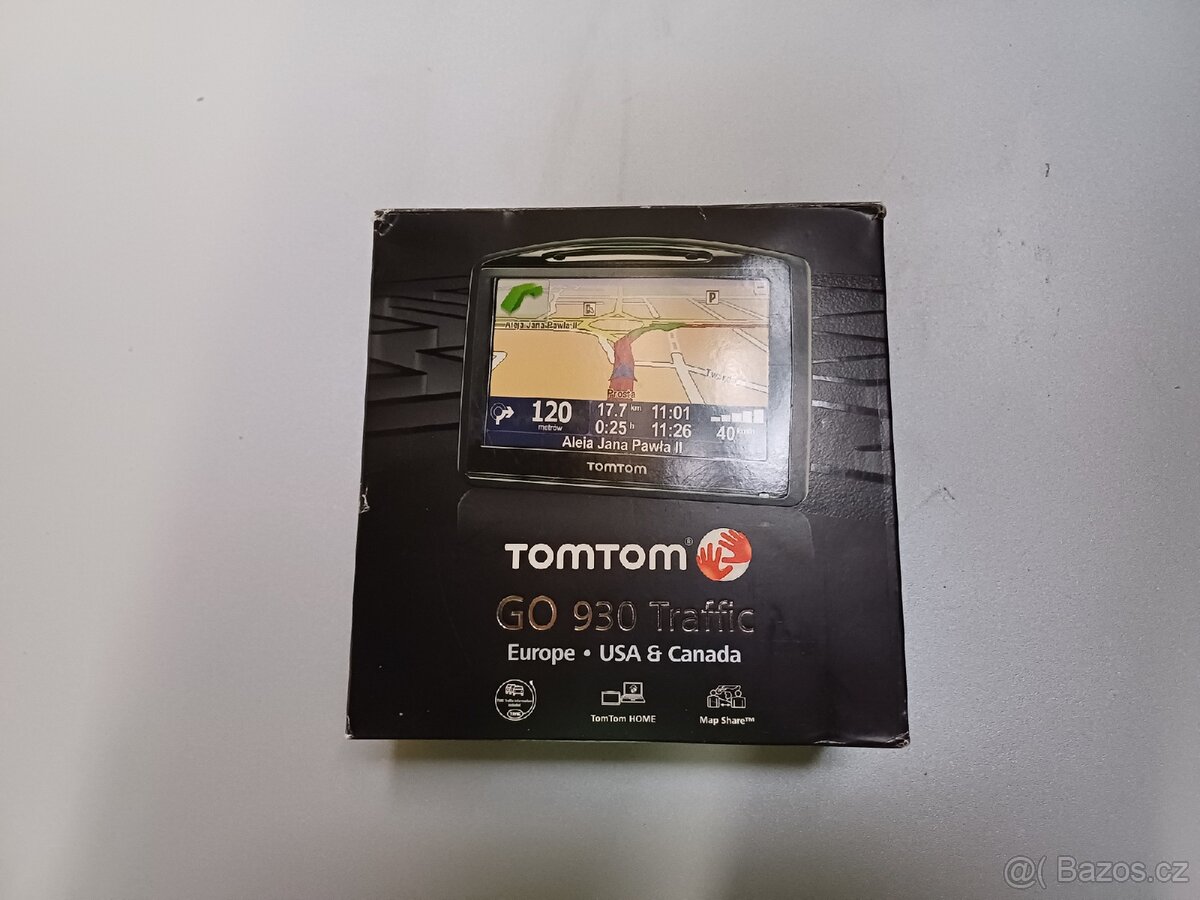 P
Aleja Jana Pawła II
Prosta
120 metrów
17.7 km 11:01
0:25 h 11:26
40 km/h
Aleja Jana Pawła II
TOMTOM
TOMTOM®
GO 930 Traffic
Europe • USA & Canada
TomTom HOME
Map Share™
@( Bazos.cz